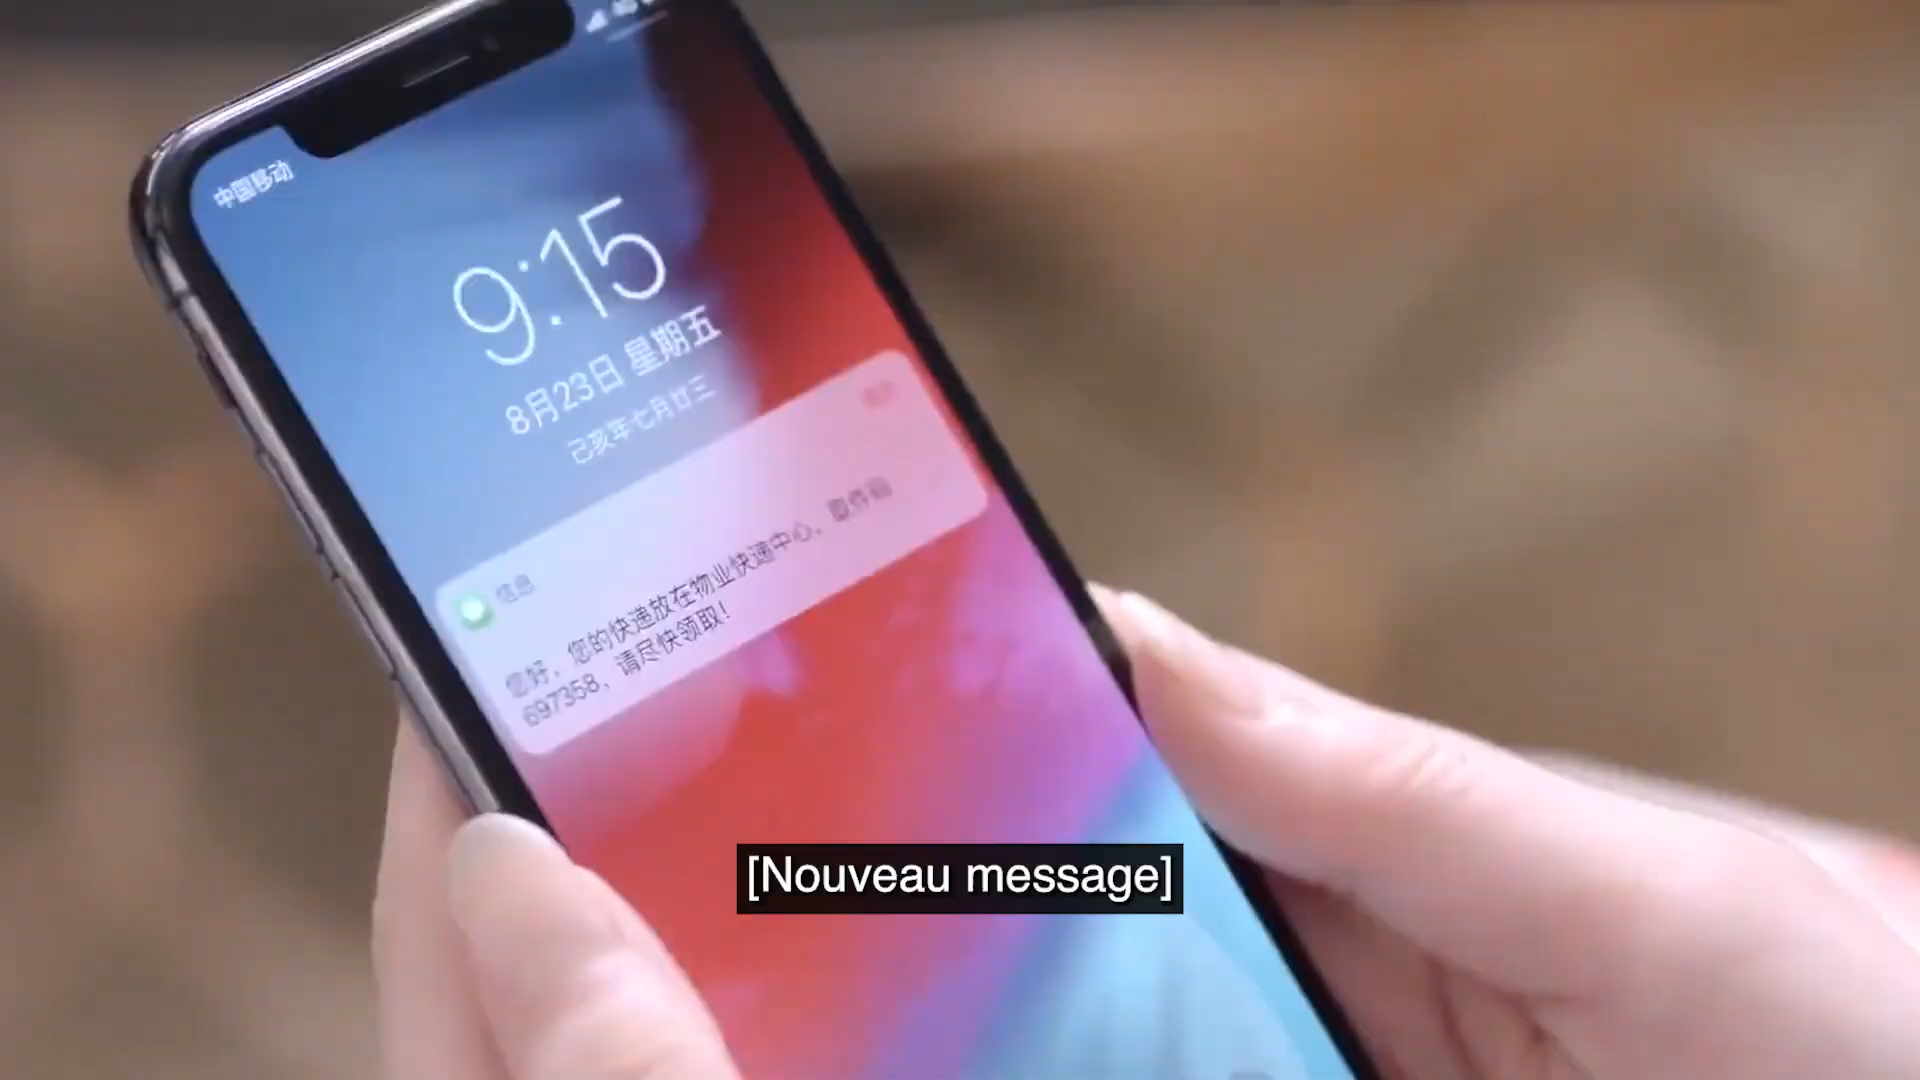 中国移动
9:15
8月23日 星期五
己亥年七月廿三
信息
您好，您的快递放在物业快递中心，取件码
697358，请尽快领取！
[Nouveau message]